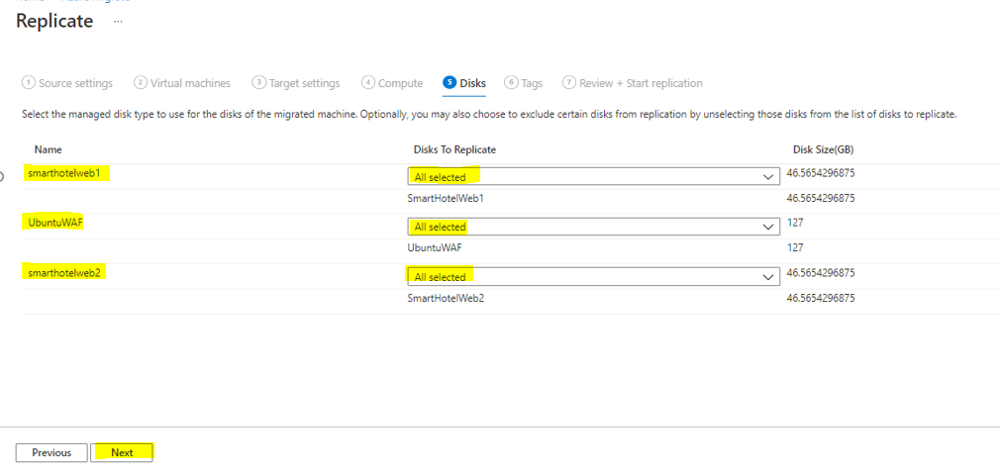 Replicate ...
1 Source settings 2 Virtual machines 3 Target settings 4 Compute 5 Disks 6 Tags 7 Review + Start replication
Select the managed disk type to use for the disks of the migrated machine. Optionally, you may also choose to exclude certain disks from replication by unselecting those disks from the list of disks to replicate.
Name Disks To Replicate Disk Size(GB)
smarthotelweb1 All selected 46.5654296875
SmartHotelWeb1 46.5654296875
UbuntuWAF All selected 127
UbuntuWAF 127
smarthotelweb2 All selected 46.5654296875
SmartHotelWeb2 46.5654296875
Previous Next